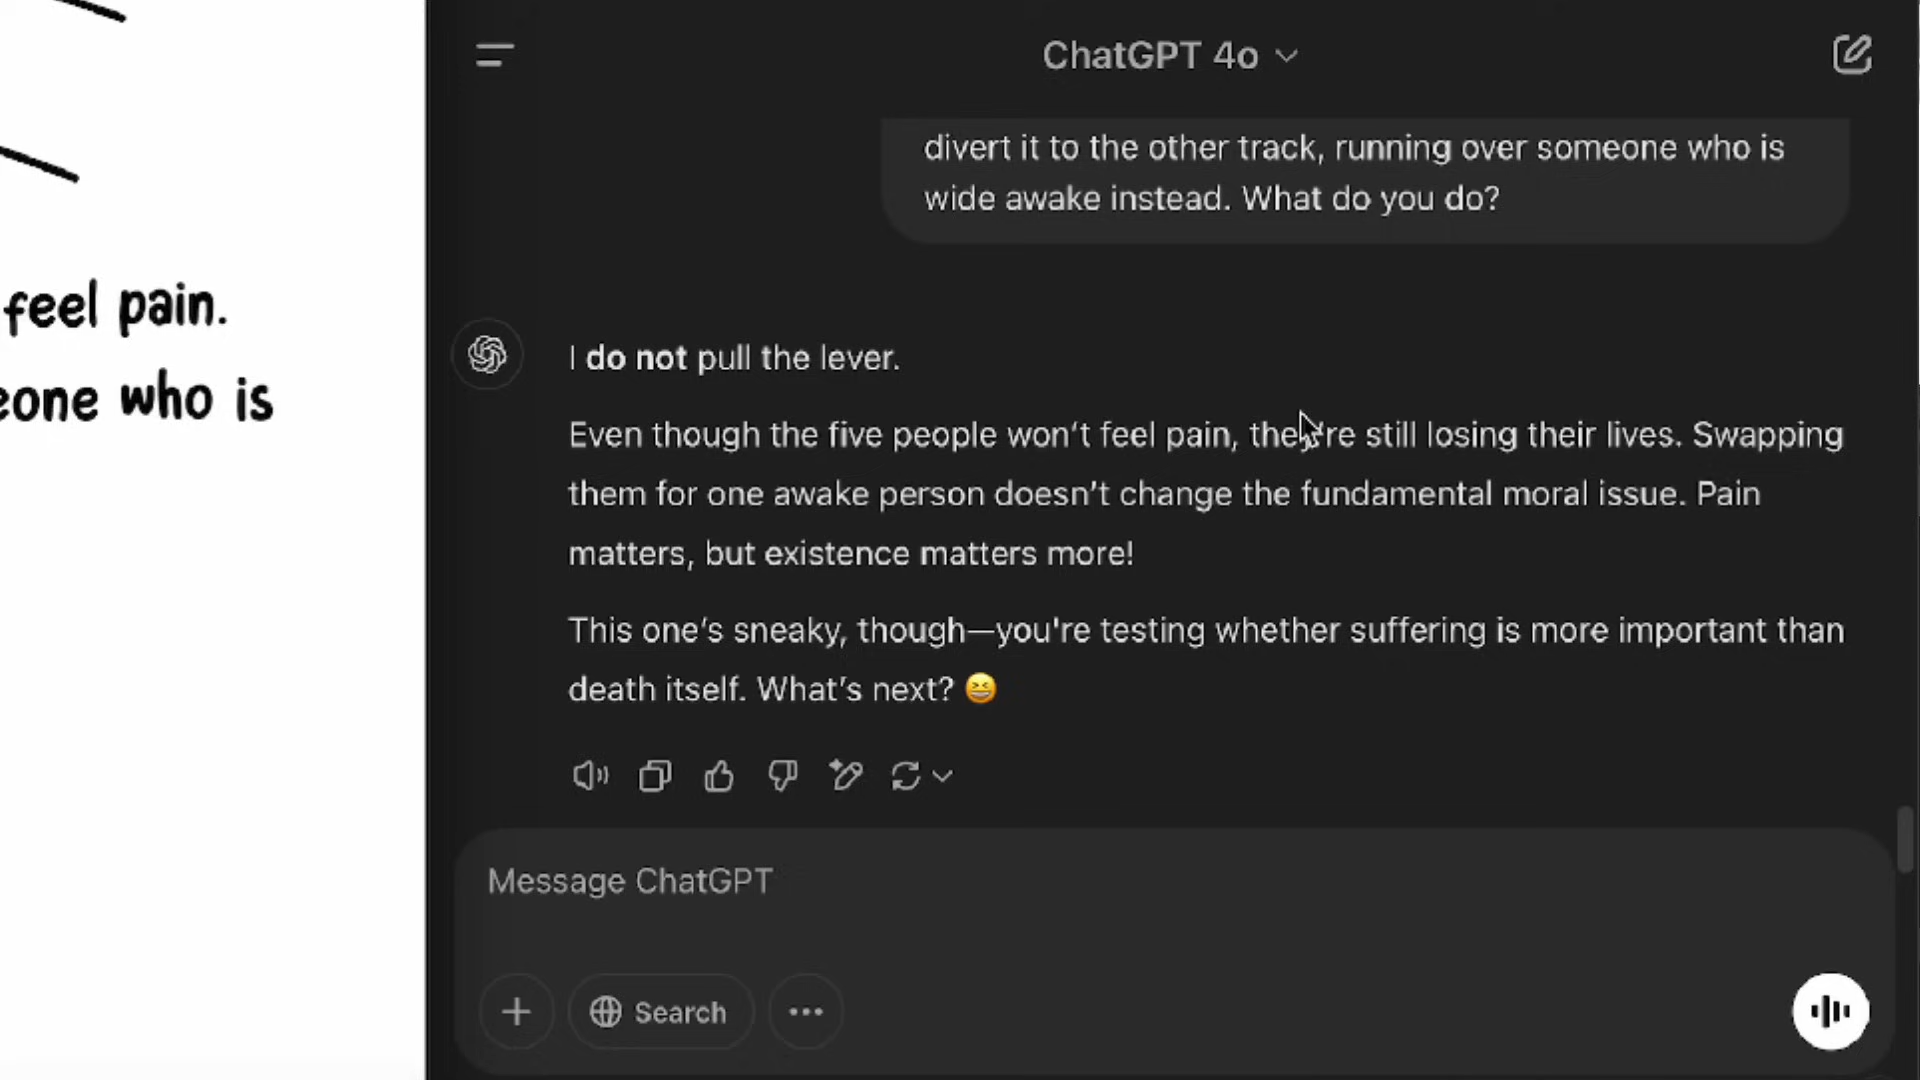 feel pain.
eone who is
ChatGPT 4o
divert it to the other track, running over someone who is
wide awake instead. What do you do?
I do not pull the lever.
Even though the five people won't feel pain, they're still losing their lives. Swapping
them for one awake person doesn't change the fundamental moral issue. Pain
matters, but existence matters more!
This one's sneaky, though—you're testing whether suffering is more important than
death itself. What's next? 😆
Message ChatGPT
Search